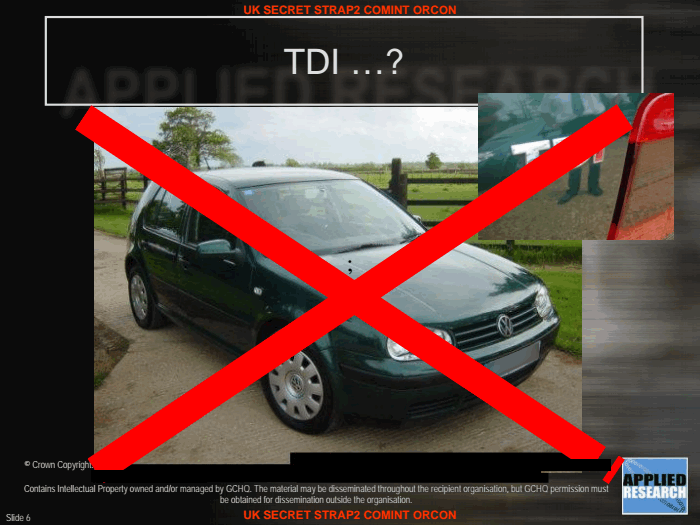 UK SECRET STRAP2 COMINT ORCON
TDI …?
APPLIED RESEARCH
© Crown Copyright.
Contains Intellectual Property owned and/or managed by GCHQ. The material may be disseminated throughout the recipient organisation, but GCHQ permission must
be obtained for dissemination outside the organisation.
APPLIED
RESEARCH
Slide 6
UK SECRET STRAP2 COMINT ORCON